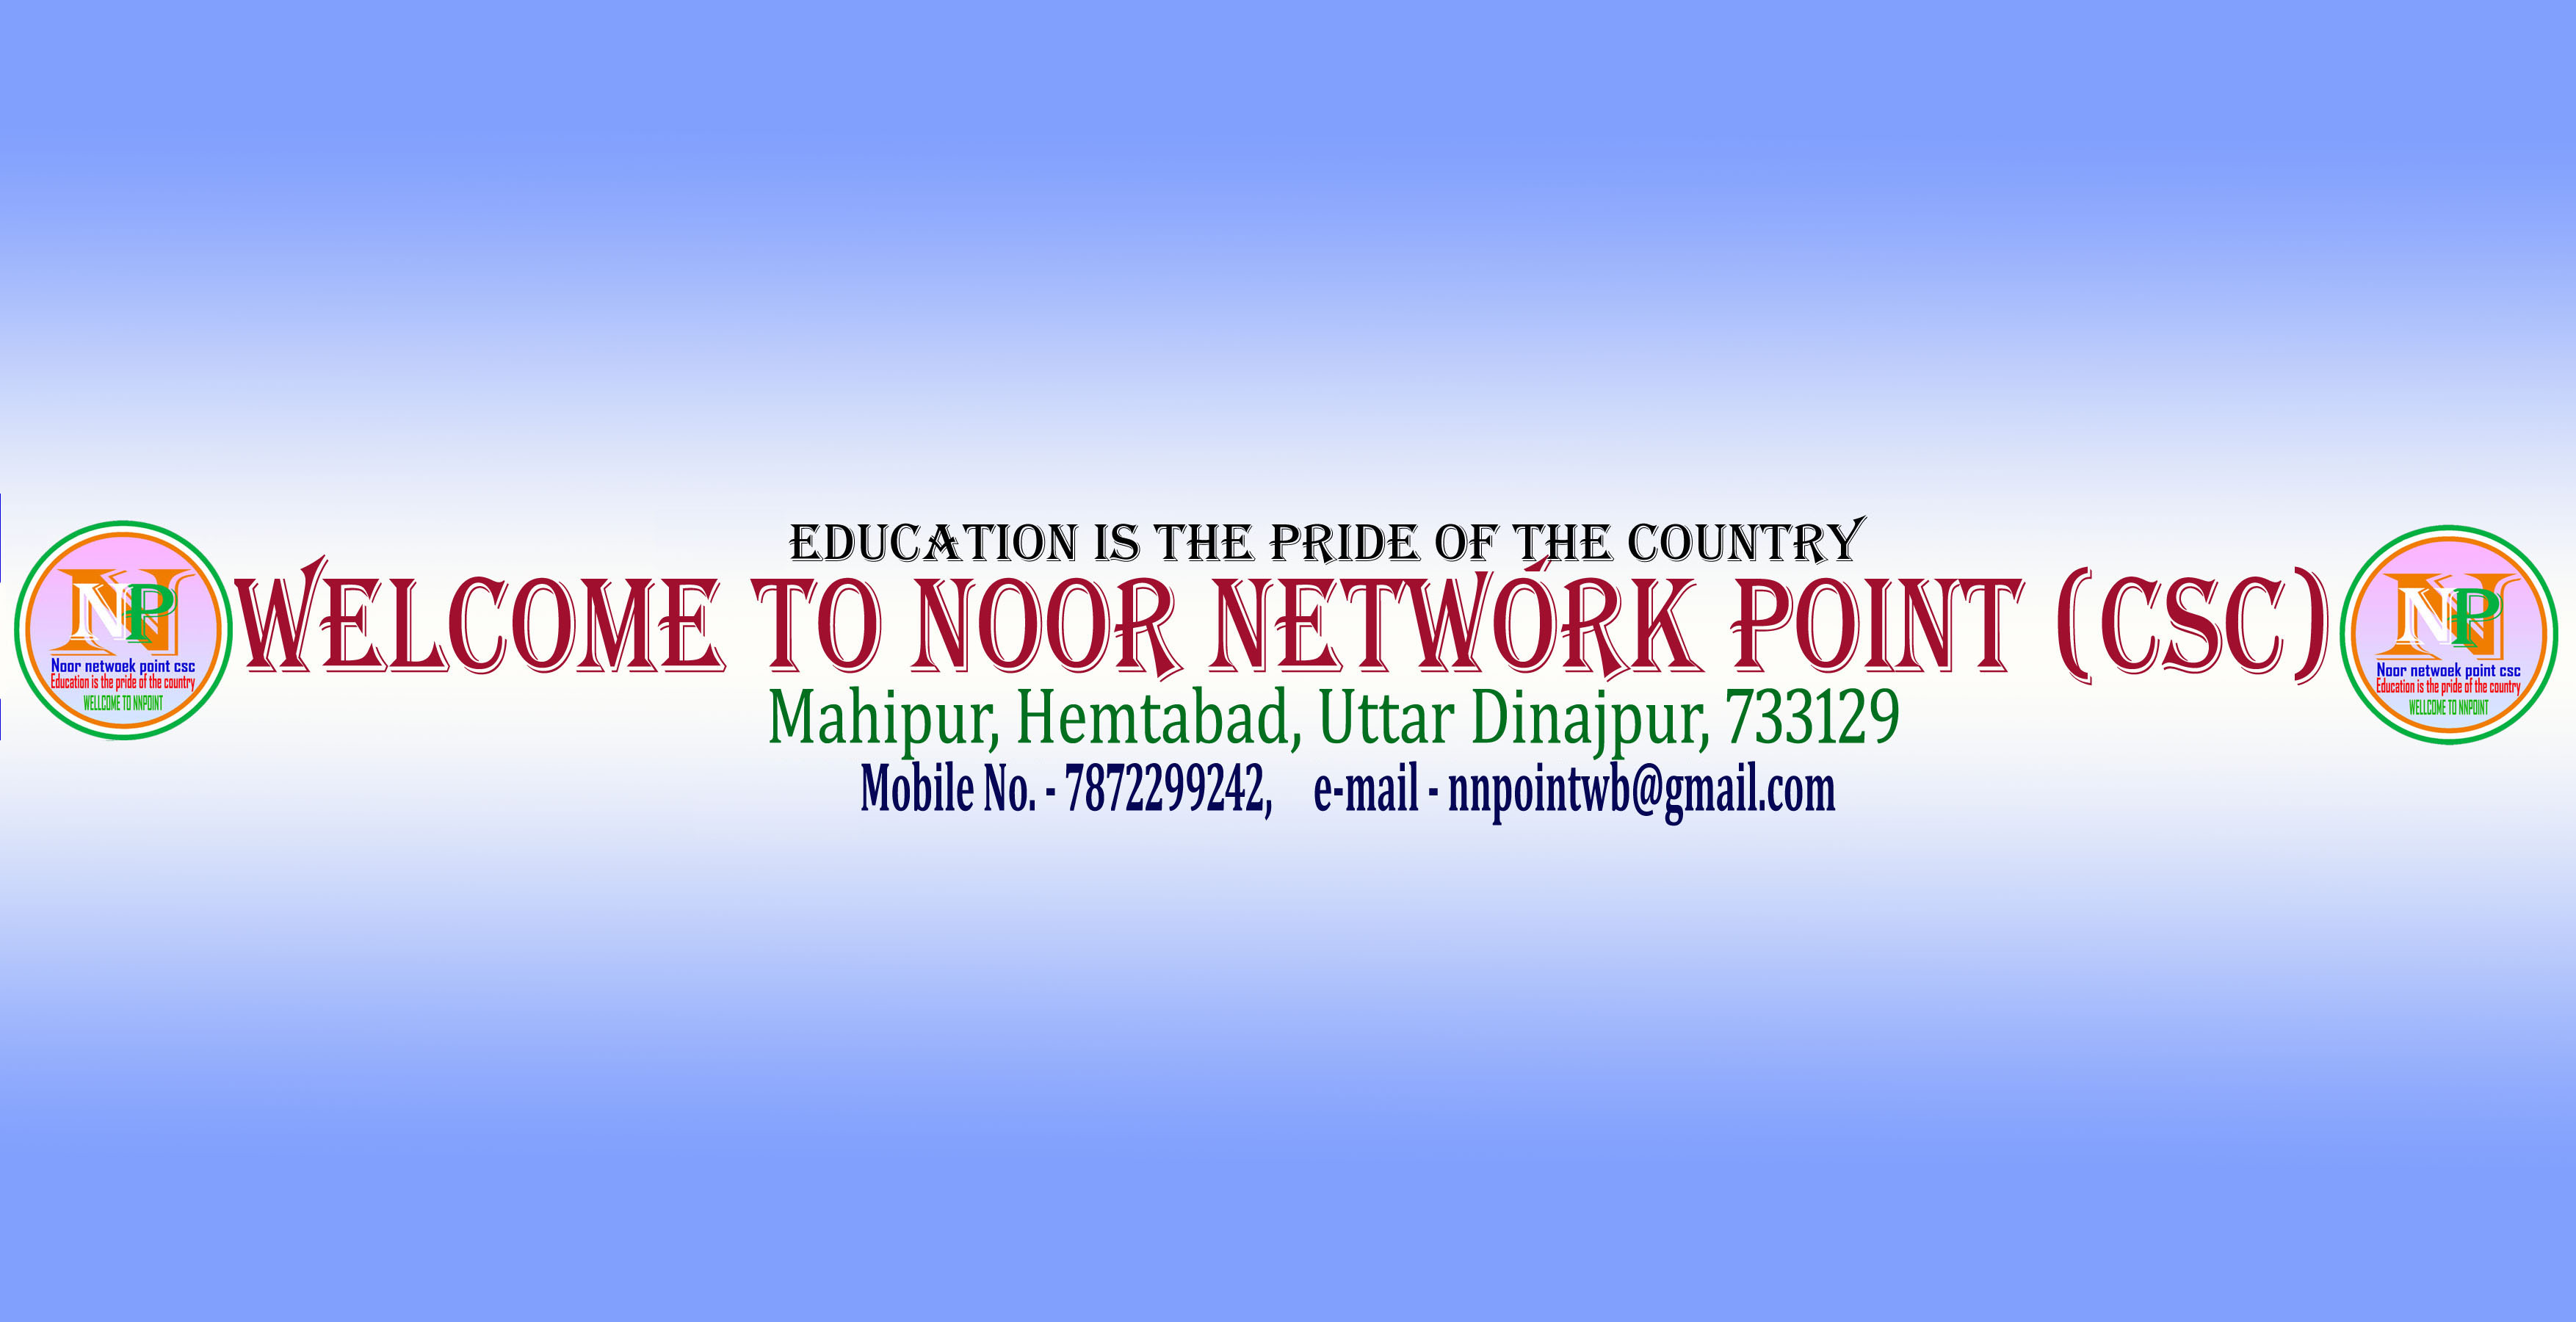 EDUCATION IS THE PRIDE OF THE COUNTRY
WELCOME TO NOOR NETWORK POINT (CSC)
Mahipur, Hemtabad, Uttar Dinajpur, 733129
Mobile No. - 7872299242, e-mail - nnpointwb@gmail.com
NNP
Noor netwoek point csc
Education is the pride of the country
WELLCOME TO NNPOINT
NNP
Noor netwoek point csc
Education is the pride of the country
WELLCOME TO NNPOINT